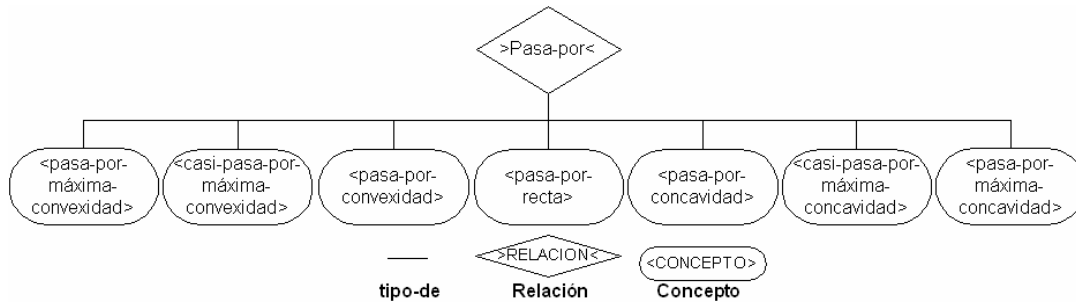 >Pasa-por<
<pasa-por-
máxima-
convexidad>
<casi-pasa-por-
máxima-
convexidad>
<pasa-por-
convexidad>
<pasa-por-
recta>
<pasa-por-
concavidad>
<casi-pasa-por-
máxima-
concavidad>
<pasa-por-
máxima-
concavidad>
>RELACION<
<CONCEPTO>
tipo-de
Relación
Concepto